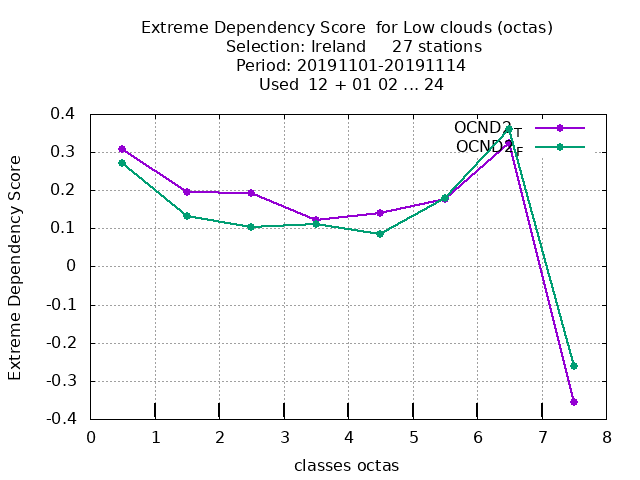 Extreme Dependency Score  for Low clouds (octas)
Selection: Ireland     27 stations
Period: 20191101-20191114
Used  12 + 01 02 ... 24
OCND2_T
OCND2_F
Extreme Dependency Score
0.4
0.3
0.2
0.1
0
-0.1
-0.2
-0.3
-0.4
0 1 2 3 4 5 6 7 8
classes octas